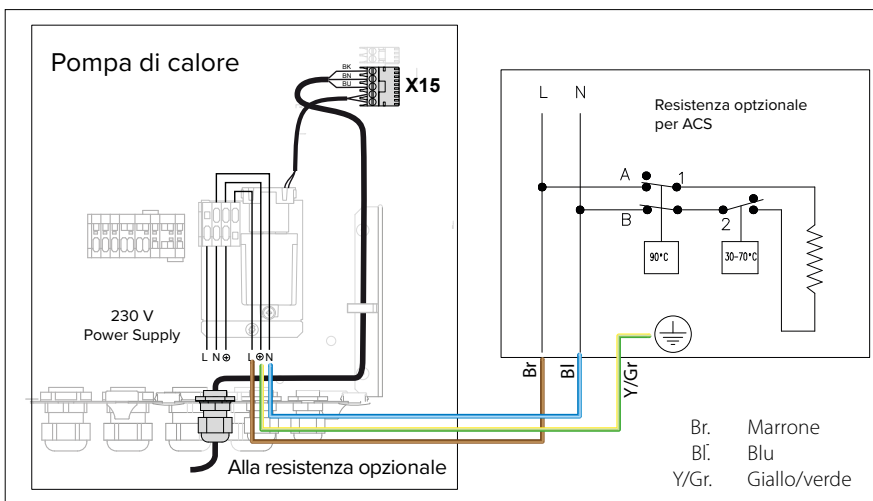 Pompa di calore
BK
BN
BU
X15
230 V
Power Supply
L N
L N
Alla resistenza opzionale
L N
Resistenza optzionale
per ACS
A 1
B 2
90°C
30-70°C
Br
Bl
Y/Gr
Br. Marrone
Bl. Blu
Y/Gr. Giallo/verde